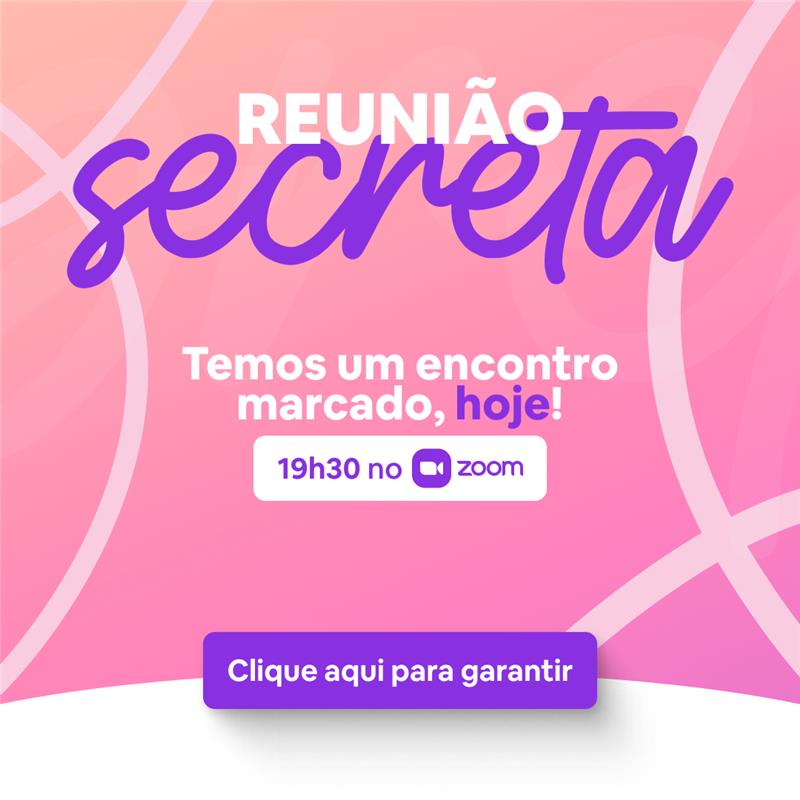 REUNIÃO
secreta
Temos um encontro
marcado, hoje!
19h30 no zoom
Clique aqui para garantir